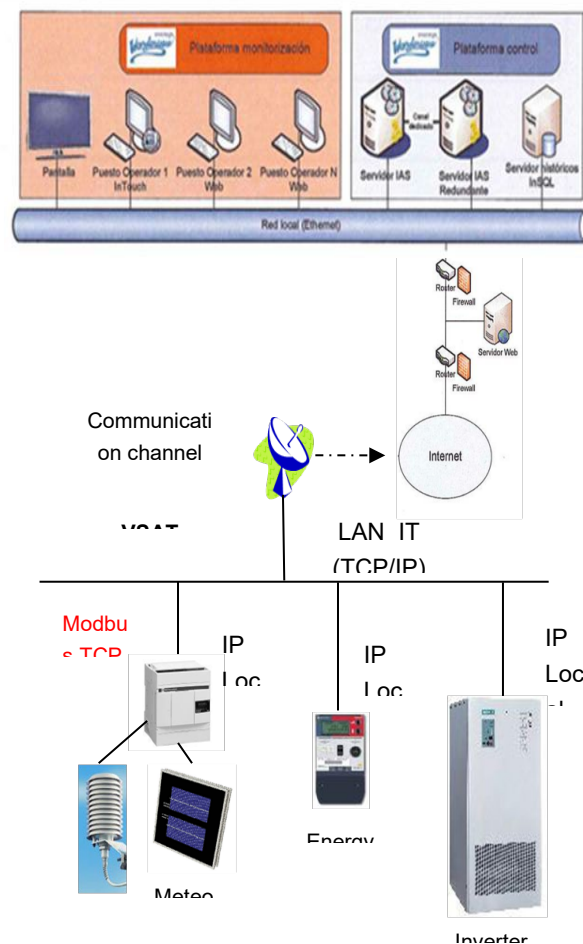 Plataforma monitorización
Plataforma control
Pantalla
Puesto Operador 1
InTouch
Puesto Operador 2
Web
Puesto Operador N
Web
Servidor IAS
Canal
dedicado
Servidor IAS
Redundante
Servidor históricos
InSQL
Red local (Ethernet)
Router
Firewall
Servidor Web
Router
Firewall
Internet
Communicati
on channel
VSAT
LAN IT
(TCP/IP)
Modbu
s TCP
IP
Loc
IP
Loc
IP
Loc
Energy
Meteo
Inverter